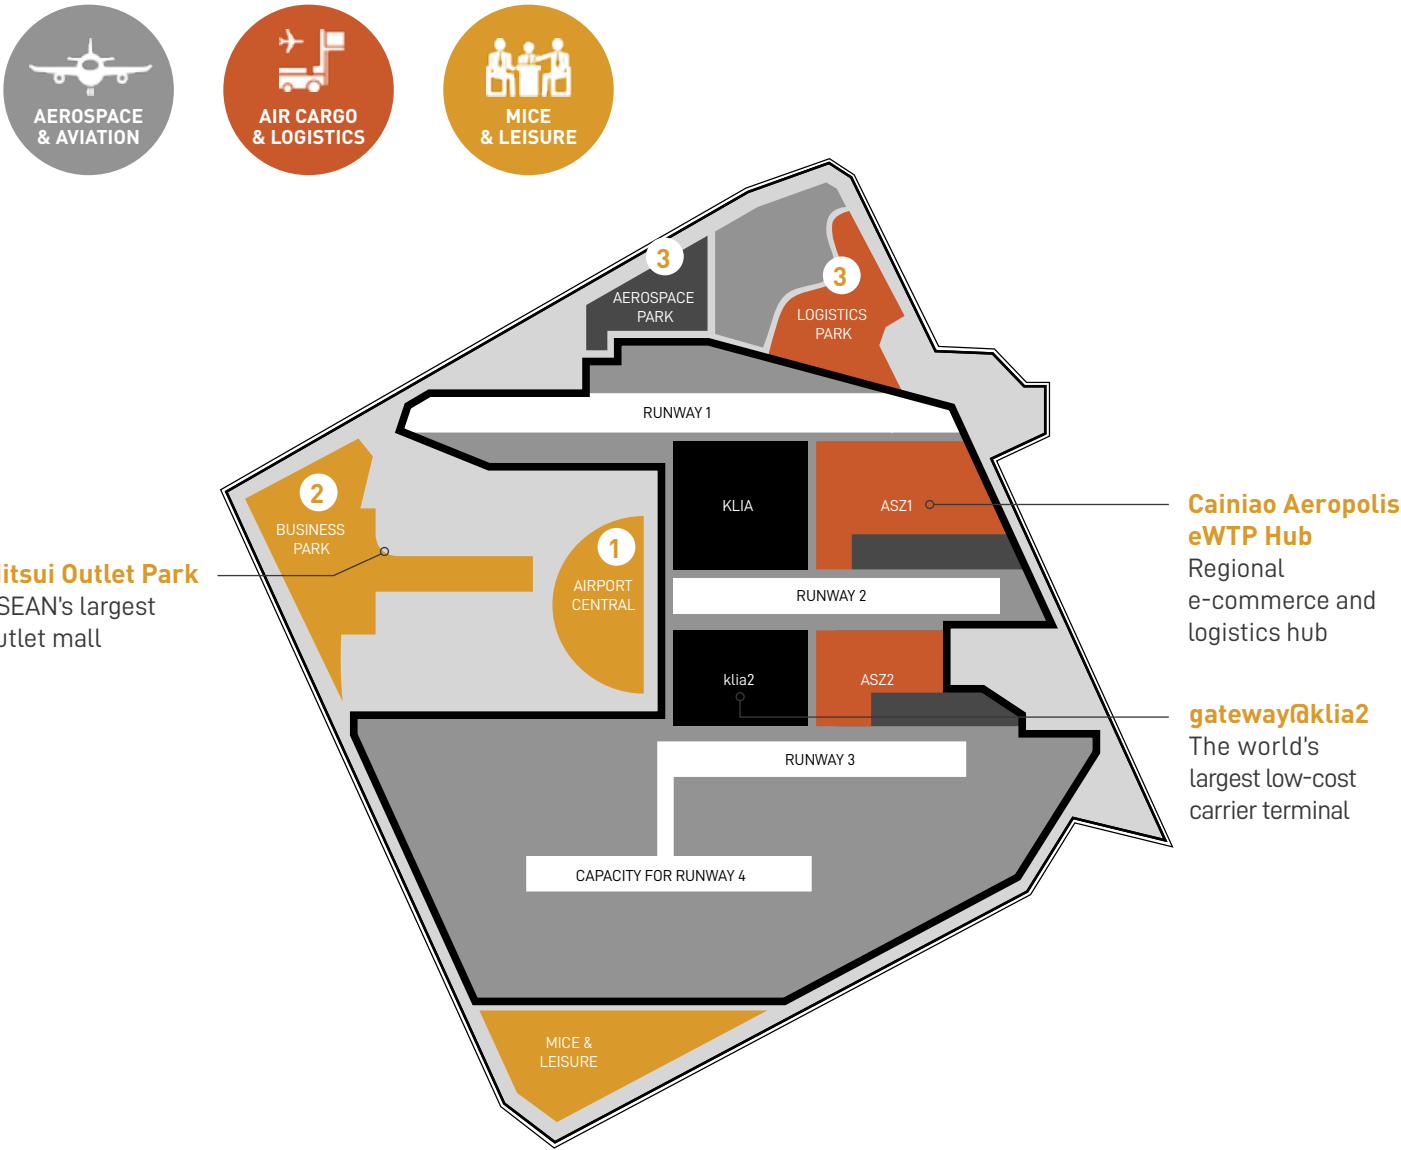 AEROSPACE
& AVIATION
AIR CARGO
& LOGISTICS
MICE
& LEISURE
3
AEROSPACE
PARK
3
LOGISTICS
PARK
RUNWAY 1
2
BUSINESS
PARK
KLIA
ASZ1
1
AIRPORT
CENTRAL
RUNWAY 2
klia2
ASZ2
RUNWAY 3
CAPACITY FOR RUNWAY 4
MICE &
LEISURE
Outlet Park
largest
mall
Cainiao Aeropolis
eWTP Hub
Regional
e-commerce and
logistics hub
gateway@klia2
The world's
largest low-cost
carrier terminal